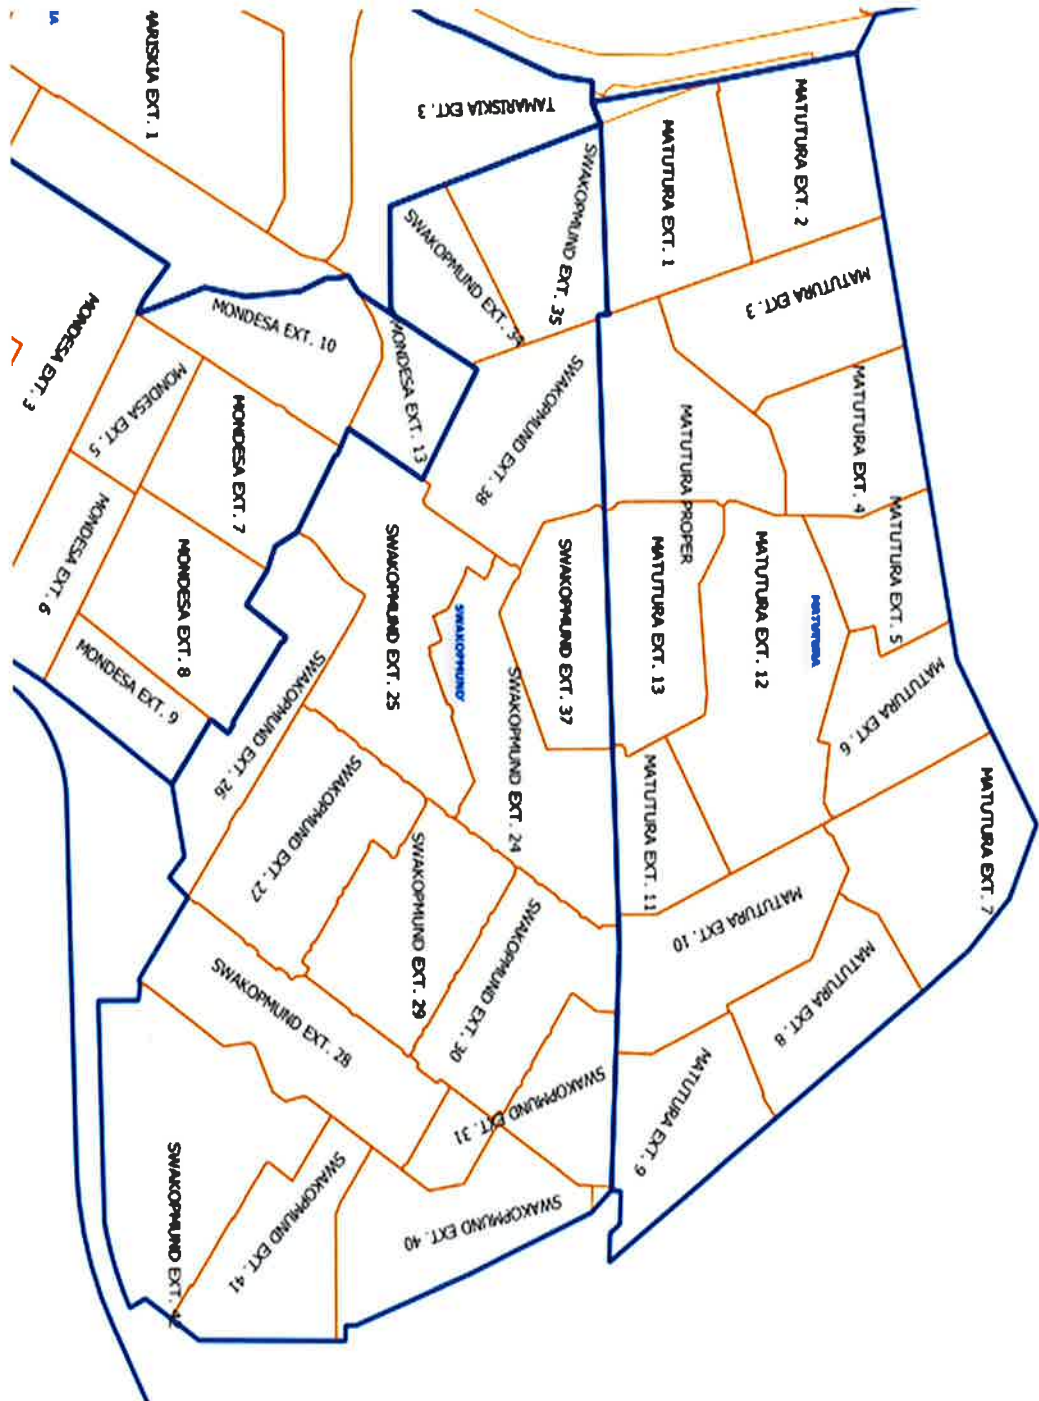 IA
MARISKIA EXT. 1
TAMARISKIA EXT. 3
MATUTURA EXT. 2
MATUTURA EXT. 1
SWAKOPMUND EXT. 35
SWAKOPMUND EXT. 34
MATUTURA EXT. 3
MONDESA EXT. 3
MONDESA EXT. 10
MONDESA EXT. 13
MONDESA EXT. 5
MONDESA EXT. 7
SWAKOPMUND EXT. 38
MATUTURA PROPER
MATUTURA EXT. 4
MATUTURA EXT. 5
MONDESA EXT. 6
MONDESA EXT. 8
MONDESA EXT. 9
SWAKOPMUND EXT. 25
SWAKOPMUND
SWAKOPMUND EXT. 37
MATUTURA EXT. 13
MATUTURA EXT. 12
MATUTURA
MATUTURA EXT. 6
SWAKOPMUND EXT. 26
SWAKOPMUND EXT. 24
SWAKOPMUND EXT. 27
MATUTURA EXT. 11
MATUTURA EXT. 7
SWAKOPMUND EXT. 29
SWAKOPMUND EXT. 30
MATUTURA EXT. 10
MATUTURA EXT. 8
SWAKOPMUND EXT. 28
SWAKOPMUND EXT. 31
MATUTURA EXT. 9
SWAKOPMUND EXT. 40
SWAKOPMUND EXT. 41
SWAKOPMUND EXT.